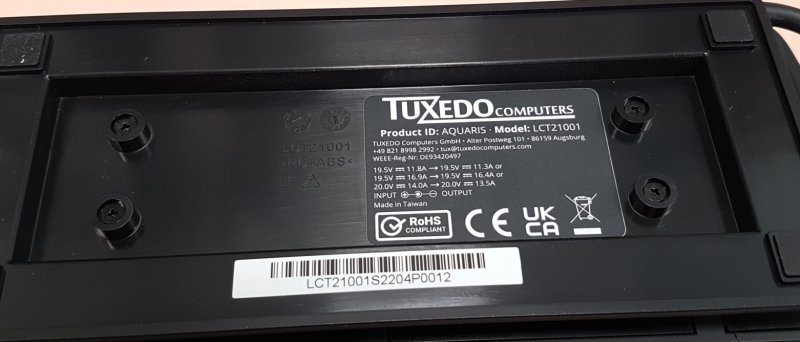 TUXEDO COMPUTERS
Product ID: AQUARIS · Model: LCT21001
TUXEDO Computers GmbH · Alter Postweg 101 · 86159 Augsburg
+49 821 8998 2992 · tux@tuxedocomputers.com
WEEE-Reg-Nr: DE93420497
19.5V ⎓ 11.8A → 19.5V ⎓ 11.3A or
19.5V ⎓ 16.9A → 19.5V ⎓ 16.4A or
20.0V ⎓ 14.0A → 20.0V ⎓ 13.5A
INPUT OUTPUT
Made in Taiwan
RoHS
COMPLIANT
CE
UK
CA
LCT21001
>PC+ABS<
LCT21001S2204P0012